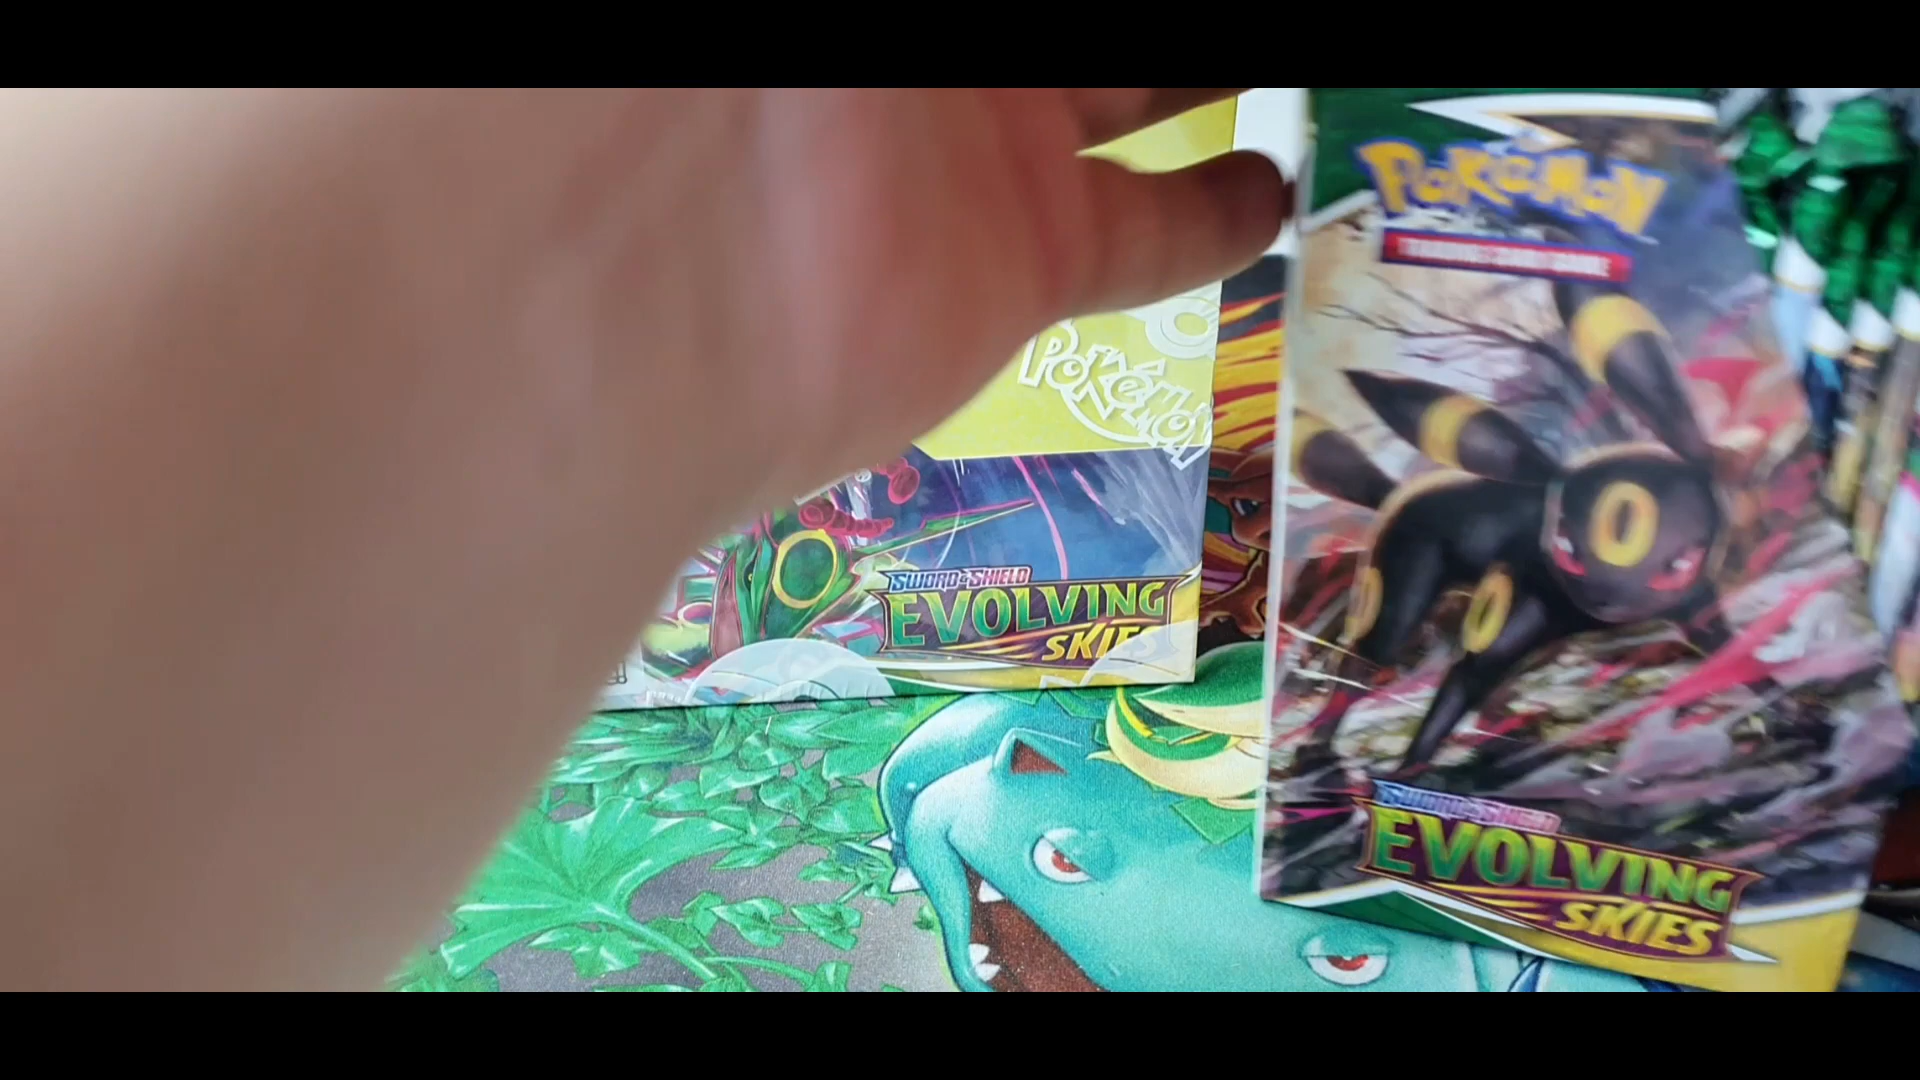 Pokémon
SWORD & SHIELD
EVOLVING
SKIES
POKéMON
TRADING CARD GAME
SWORD & SHIELD
EVOLVING
SKIES